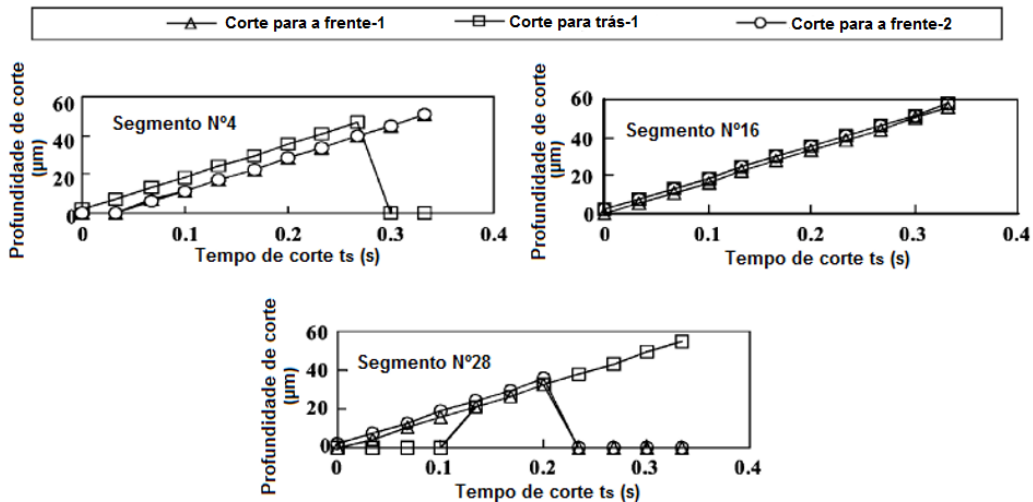 Corte para a frente-1 Corte para trás-1 Corte para a frente-2
Profundidade de corte
(µm)
60
40
20
0
Segmento Nº4
0 0.1 0.2 0.3 0.4
Tempo de corte ts (s)
Profundidade de corte
(µm)
60
40
20
0
Segmento Nº16
0 0.1 0.2 0.3 0.4
Tempo de corte ts (s)
Profundidade de corte
(µm)
60
40
20
0
Segmento Nº28
0 0.1 0.2 0.3 0.4
Tempo de corte ts (s)